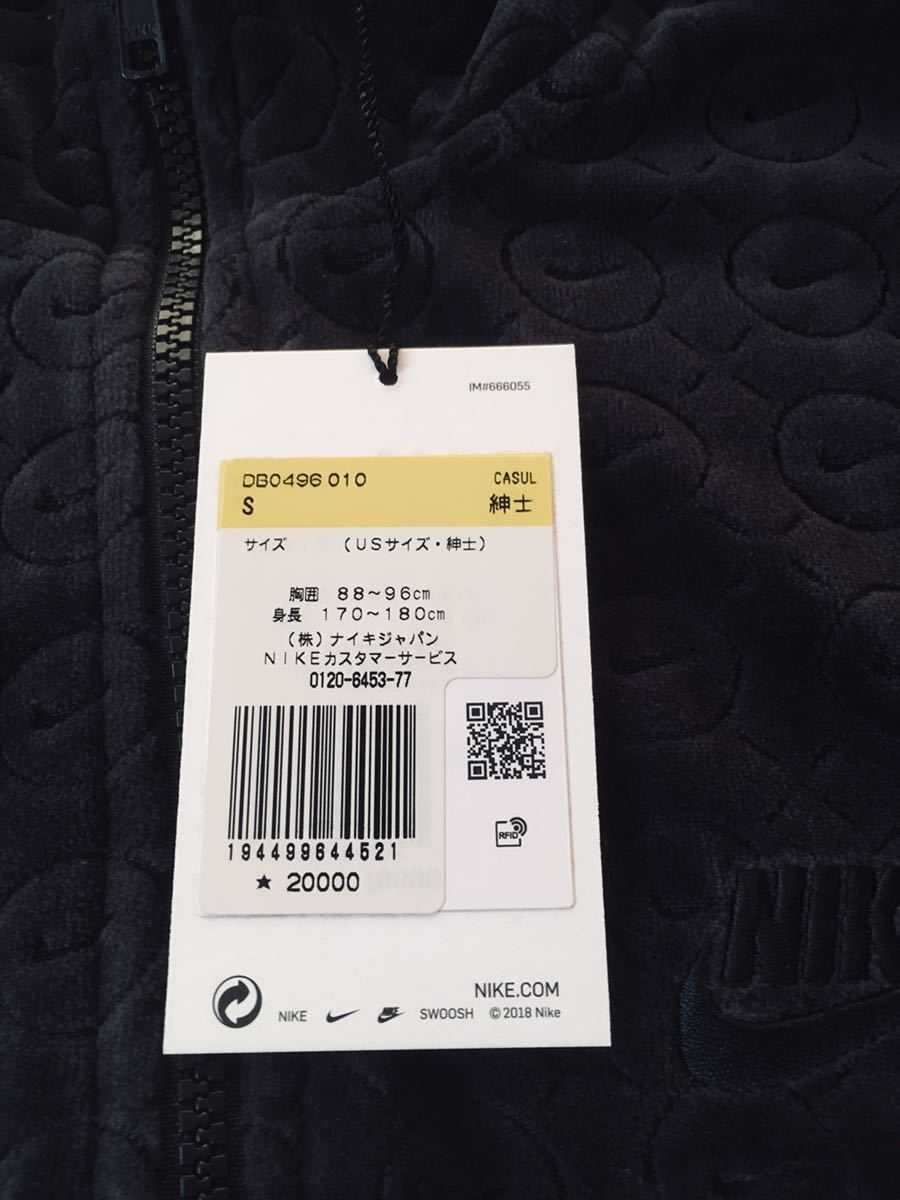 YKK
IM#666055
DB0496 010 CASUL
S 紳士
サイズ (USサイズ・紳士)
胸囲 88~96cm
身長 170~180cm
(株)ナイキジャパン
NIKEカスタマーサービス
0120-6453-77
RFID
194499644521
★ 20000
NIKE.COM
NIKE SWOOSH © 2018 Nike